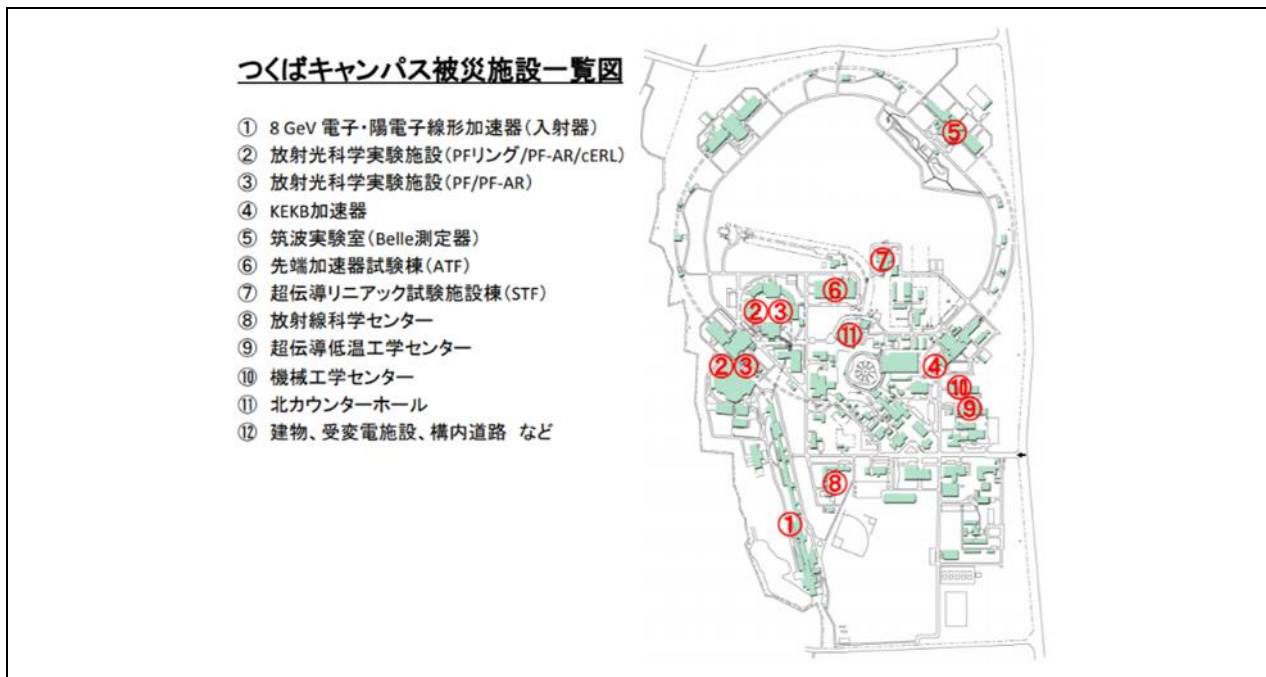 つくばキャンパス被災施設一覧図
① 8 GeV 電子・陽電子線形加速器(入射器)
② 放射光科学実験施設(PFリング/PF-AR/cERL)
③ 放射光科学実験施設(PF/PF-AR)
④ KEKB加速器
⑤ 筑波実験室(Belle測定器)
⑥ 先端加速器試験棟(ATF)
⑦ 超伝導リニアック試験施設棟(STF)
⑧ 放射線科学センター
⑨ 超伝導低温工学センター
⑩ 機械工学センター
⑪ 北カウンターホール
⑫ 建物、受変電施設、構内道路 など
⑤
⑦
⑥
②③
⑪
②③
④
⑩
⑨
⑧
①